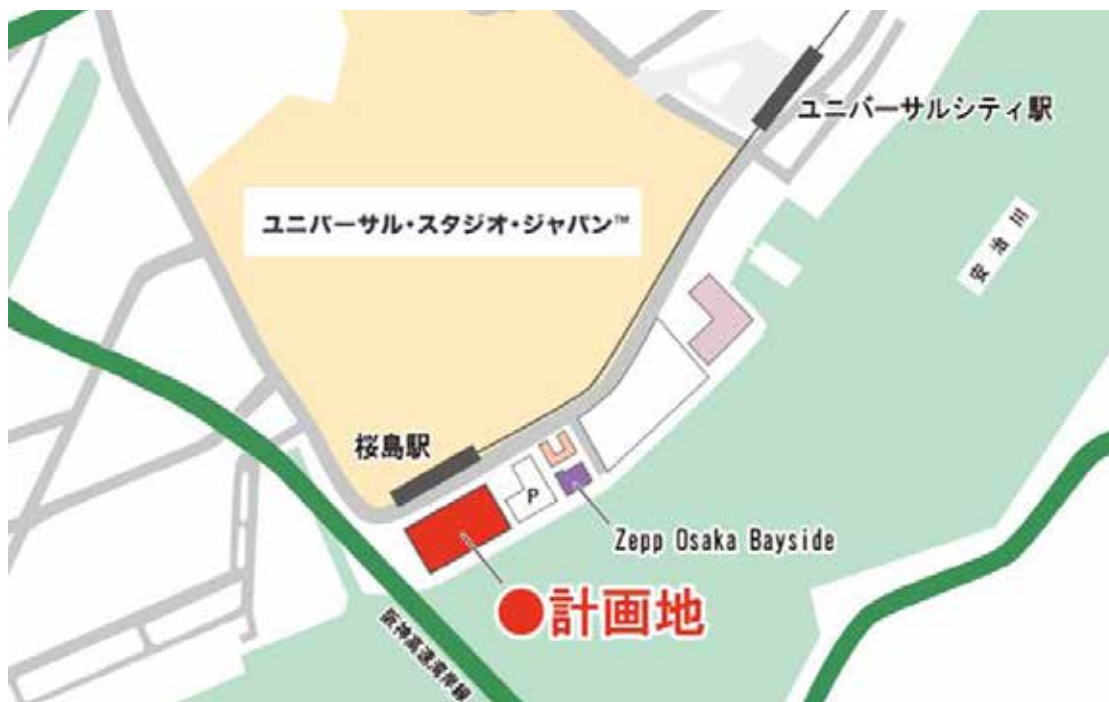 ユニバーサルシティ駅
ユニバーサル・スタジオ・ジャパン™
安治川
桜島駅
P
Zepp Osaka Bayside
●計画地
阪神高速湾岸線